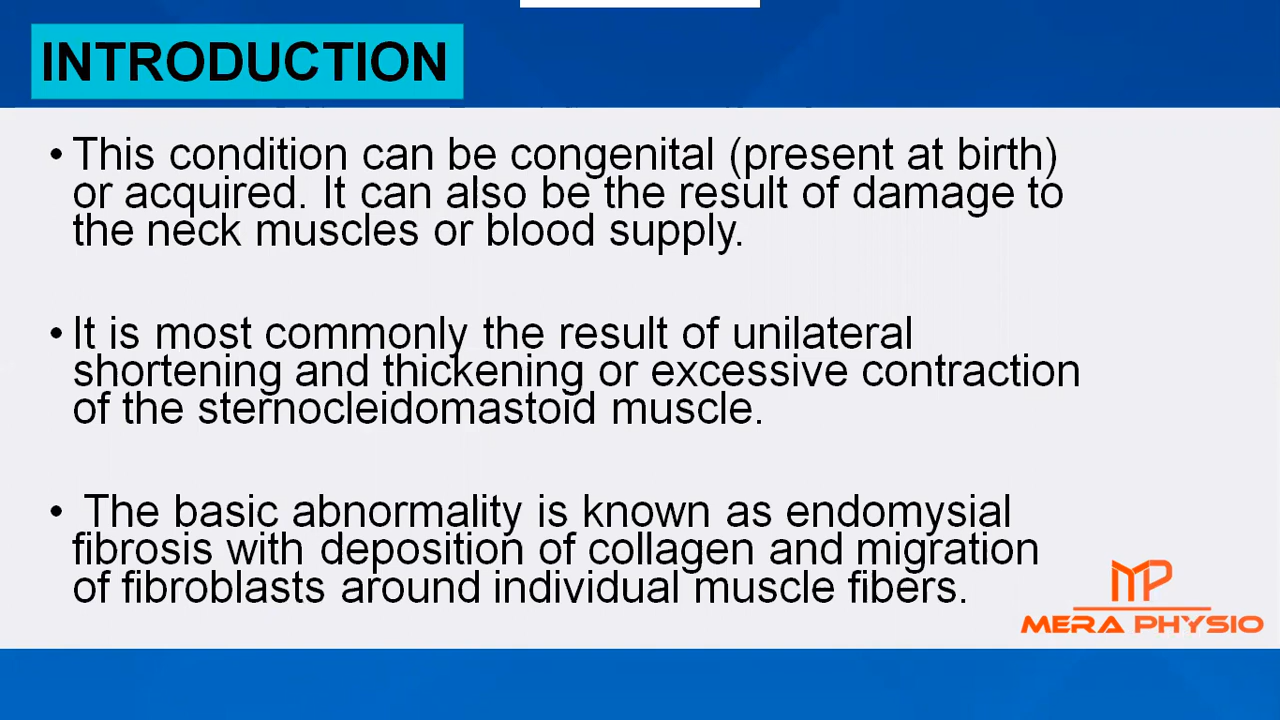 INTRODUCTION
• This condition can be congenital (present at birth)
or acquired. It can also be the result of damage to
the neck muscles or blood supply.
• It is most commonly the result of unilateral
shortening and thickening or excessive contraction
of the sternocleidomastoid muscle.
• The basic abnormality is known as endomysial
fibrosis with deposition of collagen and migration
of fibroblasts around individual muscle fibers.
MP
MERA PHYSIO